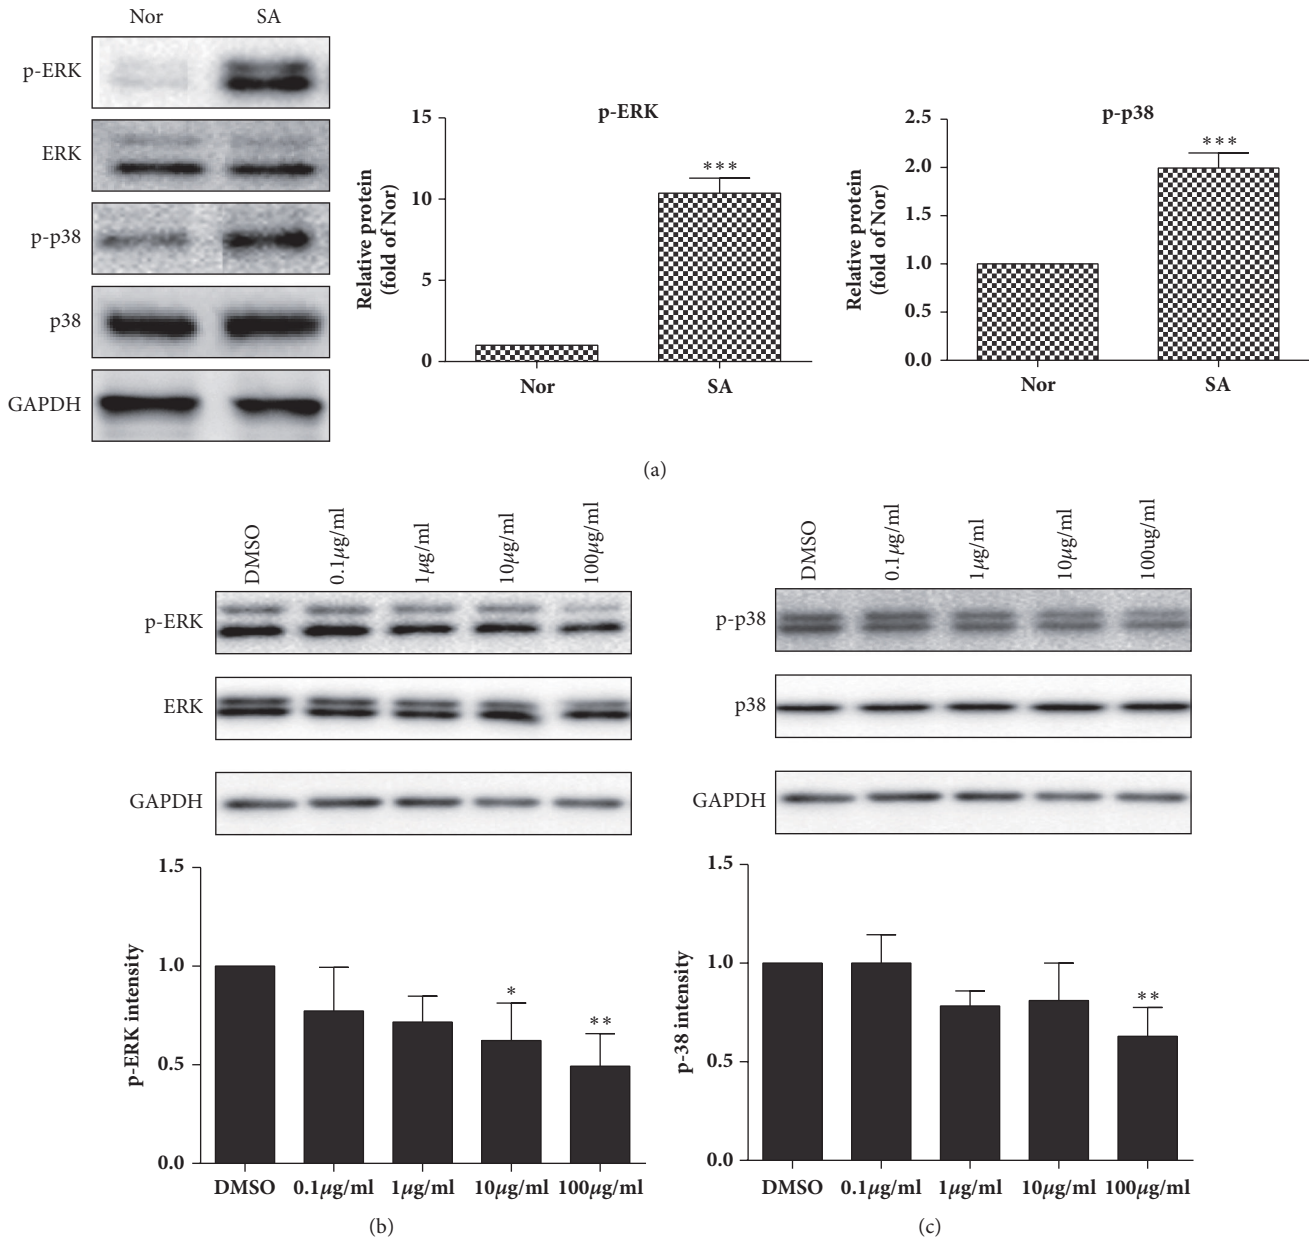 Nor SA
p-ERK
ERK
p-p38
p38
GAPDH
p-ERK
Relative protein
(fold of Nor)
15
10
5
0
***
Nor SA
p-p38
Relative protein
(fold of Nor)
2.5
2.0
1.5
1.0
0.5
0.0
***
Nor SA
(a)
DMSO
0.1μg/ml
1μg/ml
10μg/ml
100μg/ml
p-ERK
ERK
GAPDH
p-ERK intensity
1.5
1.0
0.5
0.0
*
**
DMSO 0.1μg/ml 1μg/ml 10μg/ml 100μg/ml
(b)
DMSO
0.1μg/ml
1μg/ml
10μg/ml
100ug/ml
p-p38
p38
GAPDH
p-38 intensity
1.5
1.0
0.5
0.0
**
DMSO 0.1μg/ml 1μg/ml 10μg/ml 100μg/ml
(c)